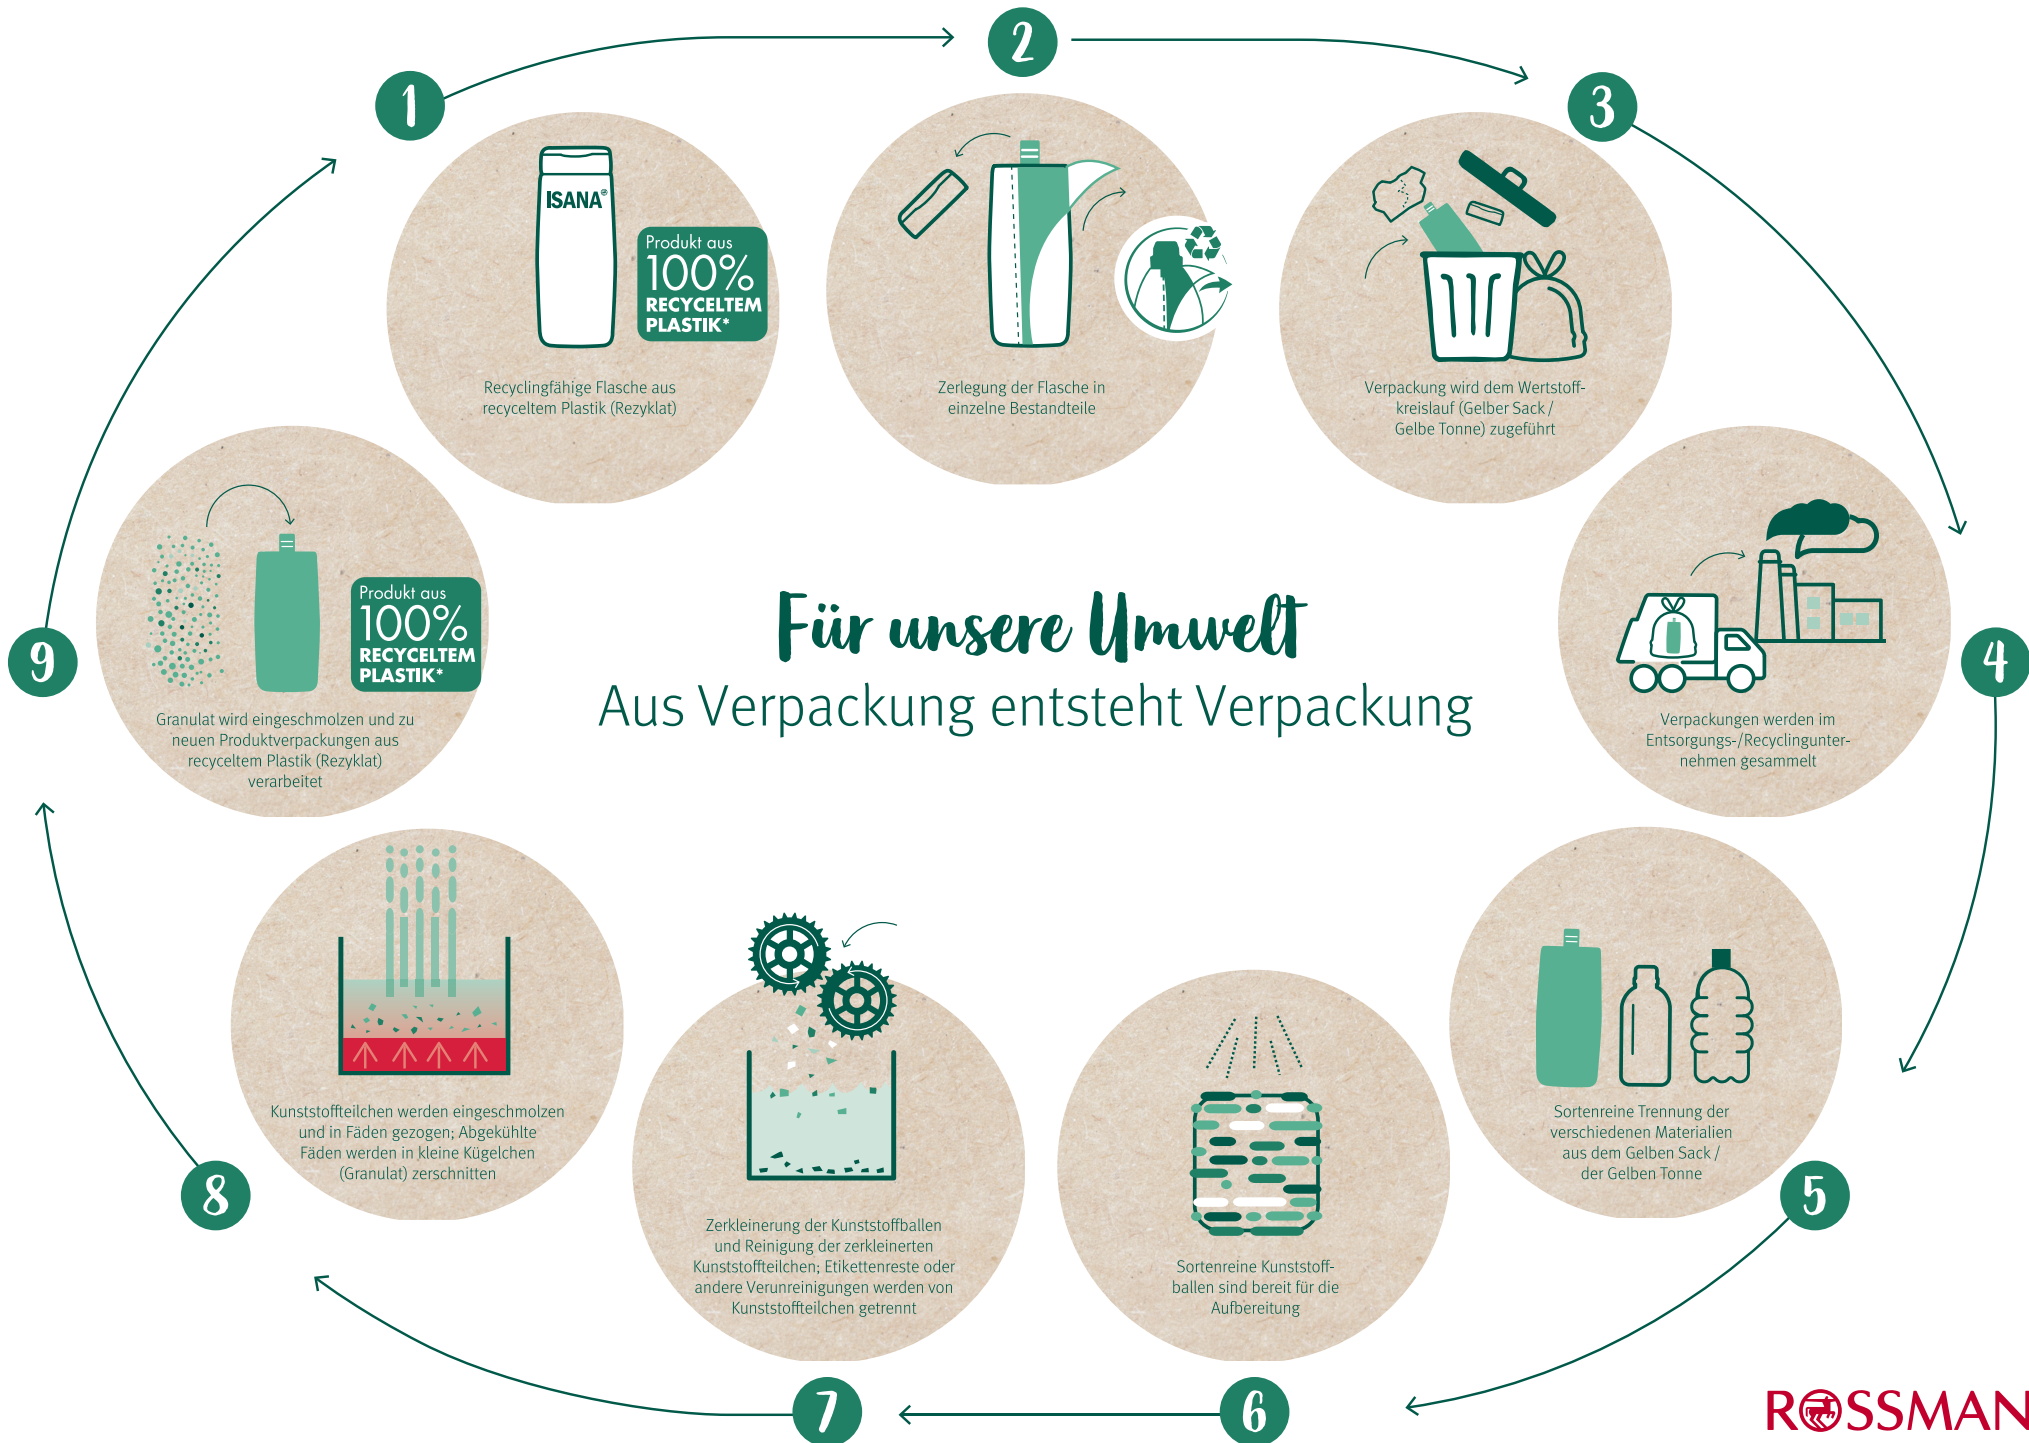 1
ISANA®
Produkt aus
100%
RECYCELTEM
PLASTIK*
Recyclingfähige Flasche aus
recyceltem Plastik (Rezyklat)
2
Zerlegung der Flasche in
einzelne Bestandteile
3
Verpackung wird dem Wertstoff-
kreislauf (Gelber Sack /
Gelbe Tonne) zugeführt
4
Verpackungen werden im
Entsorgungs-/Recyclingunter-
nehmen gesammelt
Für unsere Umwelt
Aus Verpackung entsteht Verpackung
5
Sortenreine Trennung der
verschiedenen Materialien
aus dem Gelben Sack /
der Gelben Tonne
6
Sortenreine Kunststoff-
ballen sind bereit für die
Aufbereitung
7
Zerkleinerung der Kunststoffballen
und Reinigung der zerkleinerten
Kunststoffteilchen; Etikettenreste oder
andere Verunreinigungen werden von
Kunststoffteilchen getrennt
8
Kunststoffteilchen werden eingeschmolzen
und in Fäden gezogen; Abgekühlte
Fäden werden in kleine Kügelchen
(Granulat) zerschnitten
9
Produkt aus
100%
RECYCELTEM
PLASTIK*
Granulat wird eingeschmolzen und zu
neuen Produktverpackungen aus
recyceltem Plastik (Rezyklat)
verarbeitet
ROSSMAN